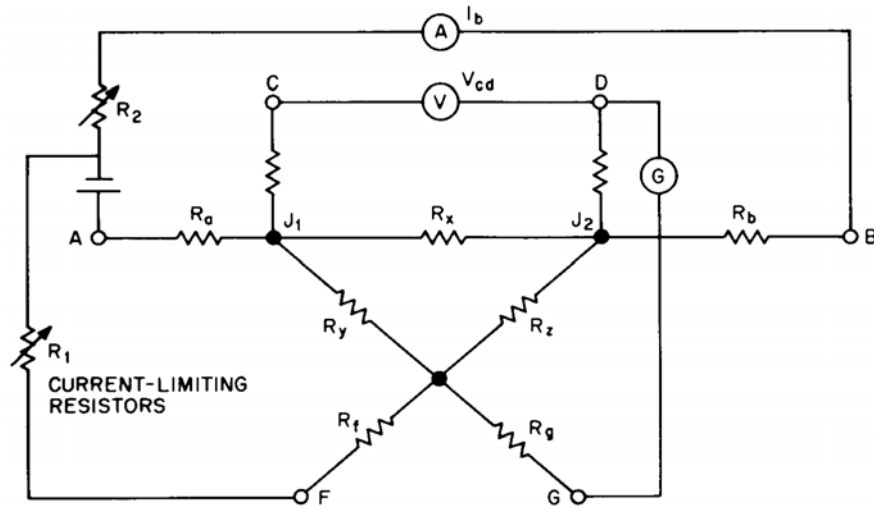 A I_b
C V_cd D
V
R_2
G
R_a J_1 R_x J_2 R_b
A B
R_y R_z
R_1
CURRENT-LIMITING
RESISTORS
R_f R_g
F G